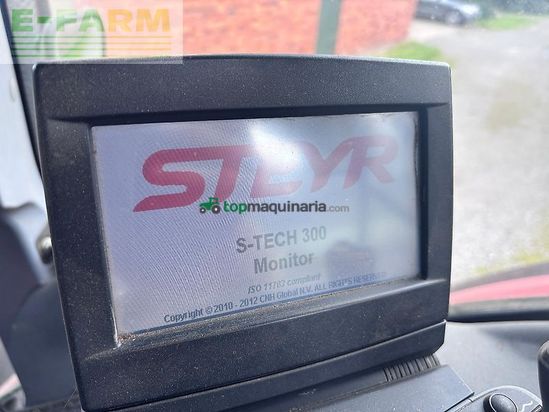 E-FARM
STEYR
topmaquinaria.com
S-TECH 300
Monitor
ISO 11783 compliant
Copyright © 2010 - 2012 CNH Global N.V. ALL RIGHTS RESERVED